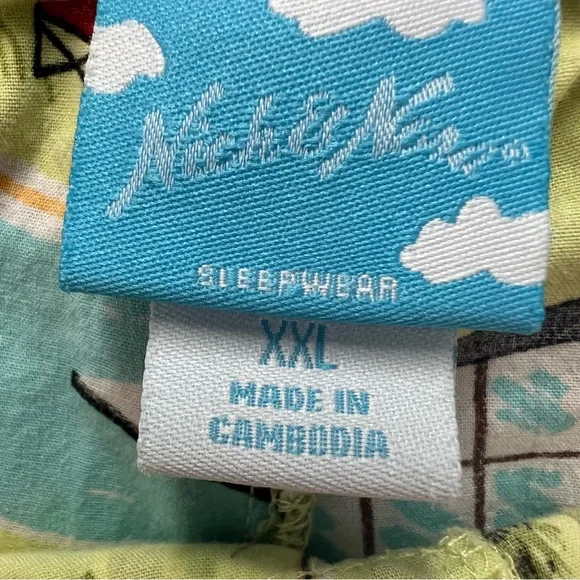 Nick & Nora®
SLEEPWEAR
XXL
MADE IN
CAMBODIA